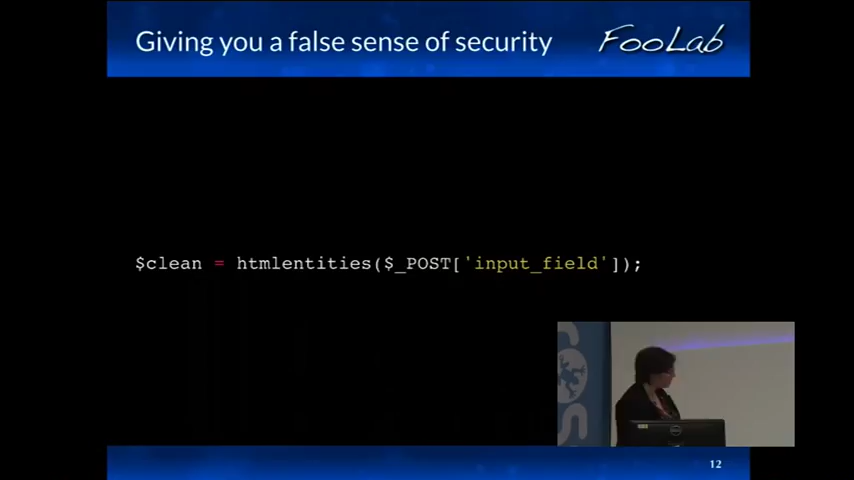 Giving you a false sense of security
FooLab
$clean = htmlentities($_POST['input_field']);
12